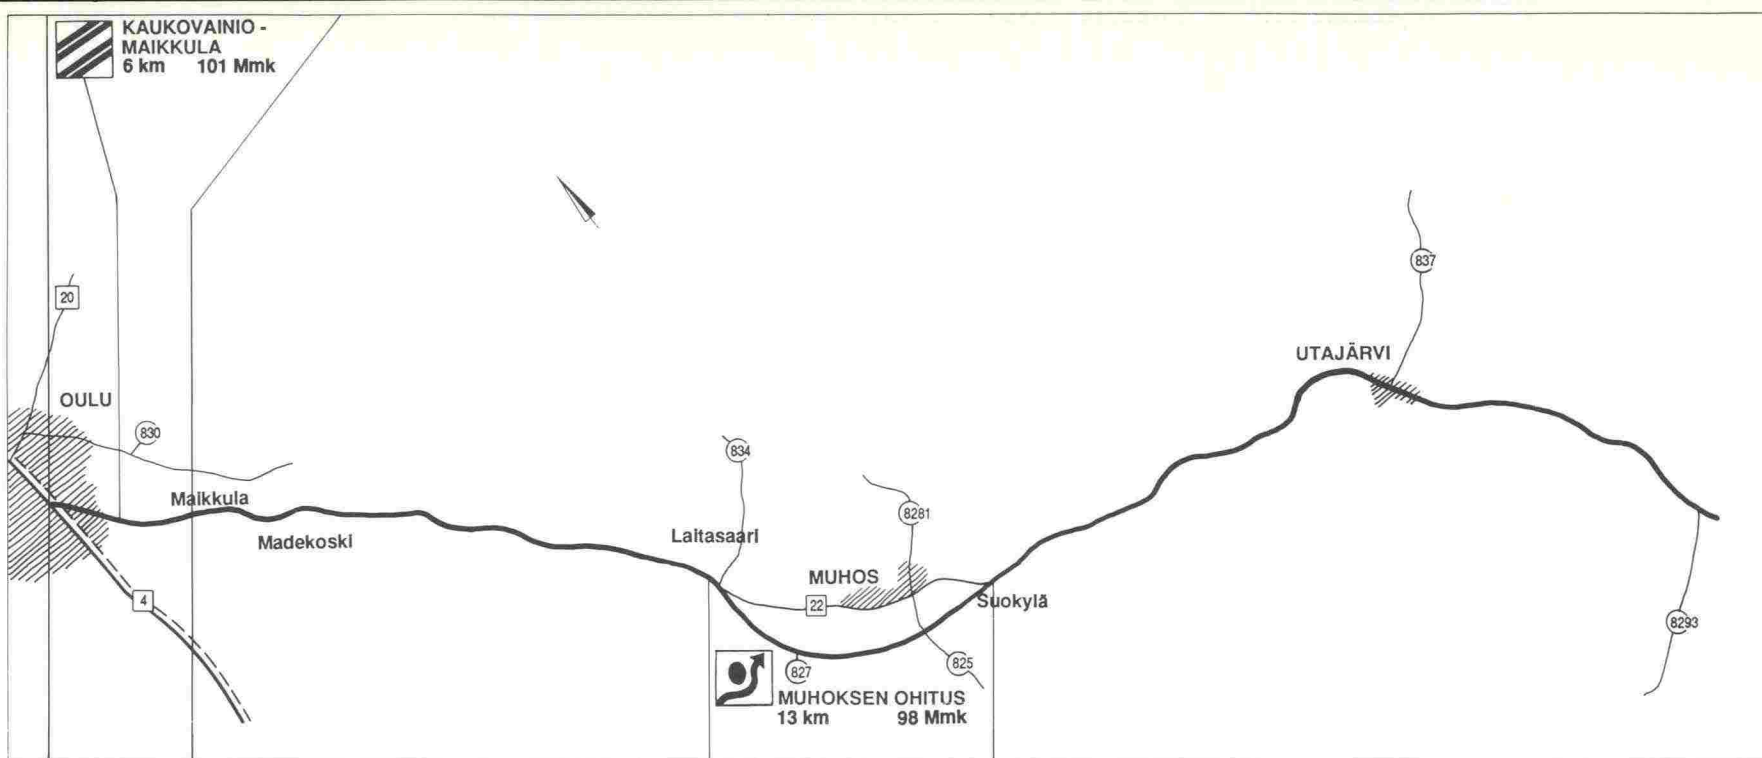 KAUKOVAINIO -
MAIKKULA
6 km 101 Mmk
20
837
UTAJÄRVI
OULU
830
834
Maikkula
8281
Laitasaari
Madekoski
MUHOS
4
22
Suokylä
8293
825
827
MUHOKSEN OHITUS
13 km 98 Mmk